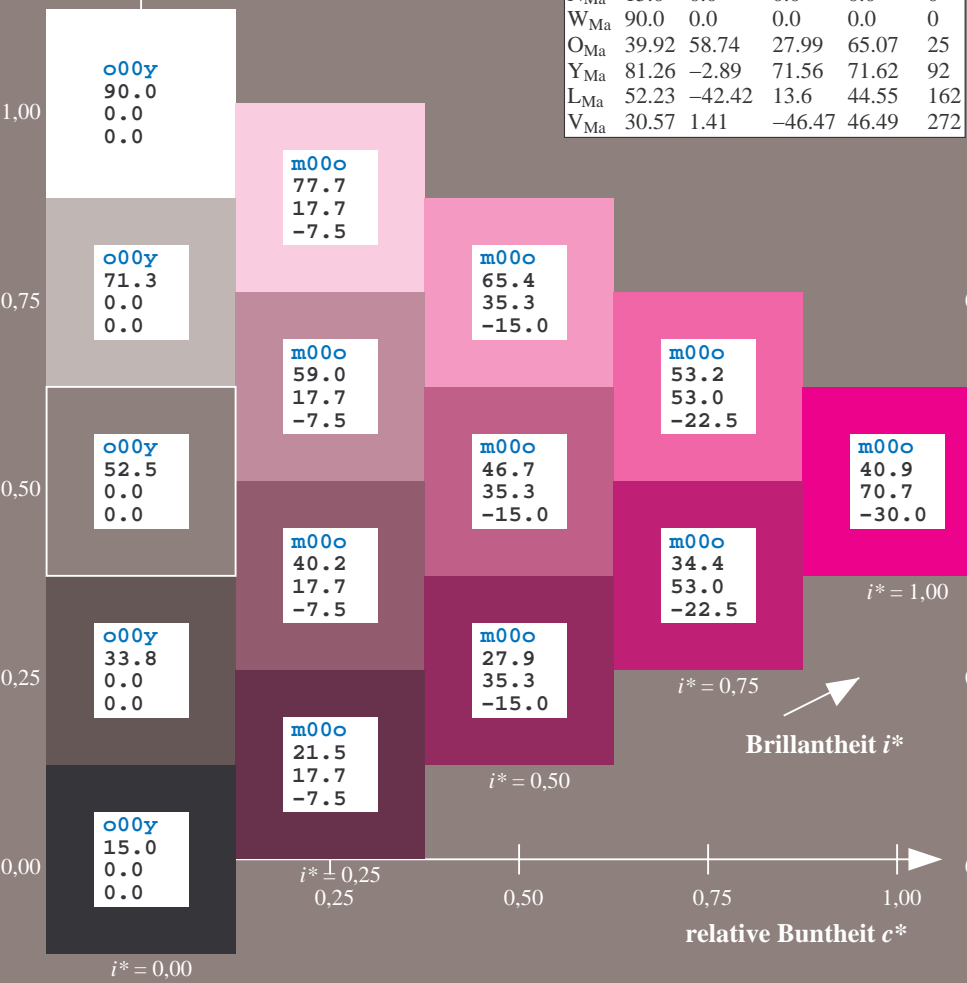 W Ma 90.0 0.0 0.0 0.0 0
O Ma 39.92 58.74 27.99 65.07 25
Y Ma 81.26 –2.89 71.56 71.62 92
L Ma 52.23 –42.42 13.6 44.55 162
V Ma 30.57 1.41 –46.47 46.49 272
1,00
o00y
90.0
0.0
0.0
m00o
77.7
17.7
-7.5
0,75
o00y
71.3
0.0
0.0
m00o
65.4
35.3
-15.0
m00o
59.0
17.7
-7.5
m00o
53.2
53.0
-22.5
0,50
o00y
52.5
0.0
0.0
m00o
46.7
35.3
-15.0
m00o
40.9
70.7
-30.0
i* = 1,00
m00o
40.2
17.7
-7.5
m00o
34.4
53.0
-22.5
i* = 0,75
0,25
o00y
33.8
0.0
0.0
m00o
27.9
35.3
-15.0
i* = 0,50
Brillantheit i*
m00o
21.5
17.7
-7.5
i* = 0,25
0,00
o00y
15.0
0.0
0.0
i* = 0,00
0,25 0,50 0,75 1,00
relative Buntheit c*